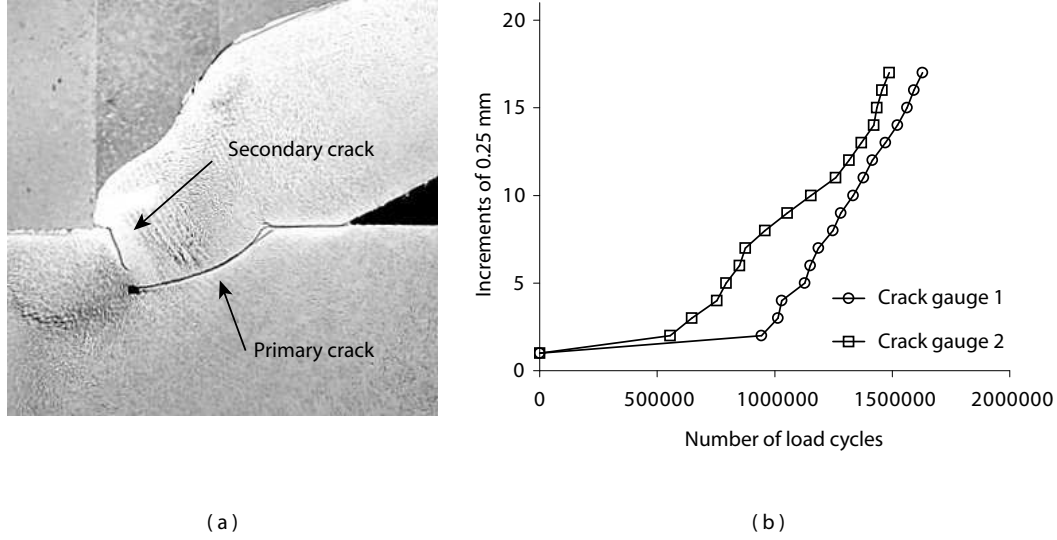 Secondary crack
Primary crack
20
15
10
5
0
Increments of 0.25 mm
Crack gauge 1
Crack gauge 2
0 500000 1000000 1500000 2000000
Number of load cycles
( a )
( b )